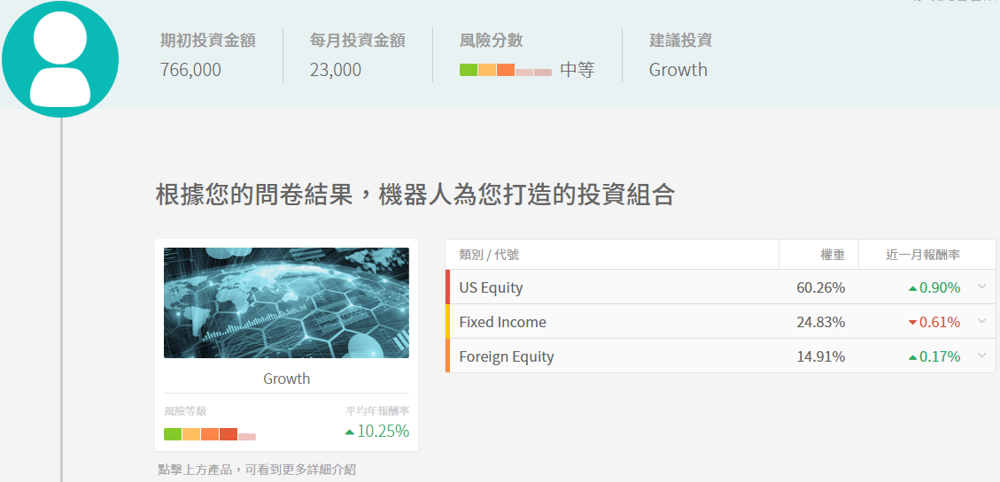 期初投資金額 每月投資金額 風險分數 建議投資
766,000 23,000 中等 Growth
根據您的問卷結果，機器人為您打造的投資組合
類別 / 代號 權重 近一月報酬率
US Equity 60.26% 0.90%
Fixed Income 24.83% 0.61%
Foreign Equity 14.91% 0.17%
Growth
風險等級 平均年報酬率
10.25%
點擊上方產品，可看到更多詳細介紹